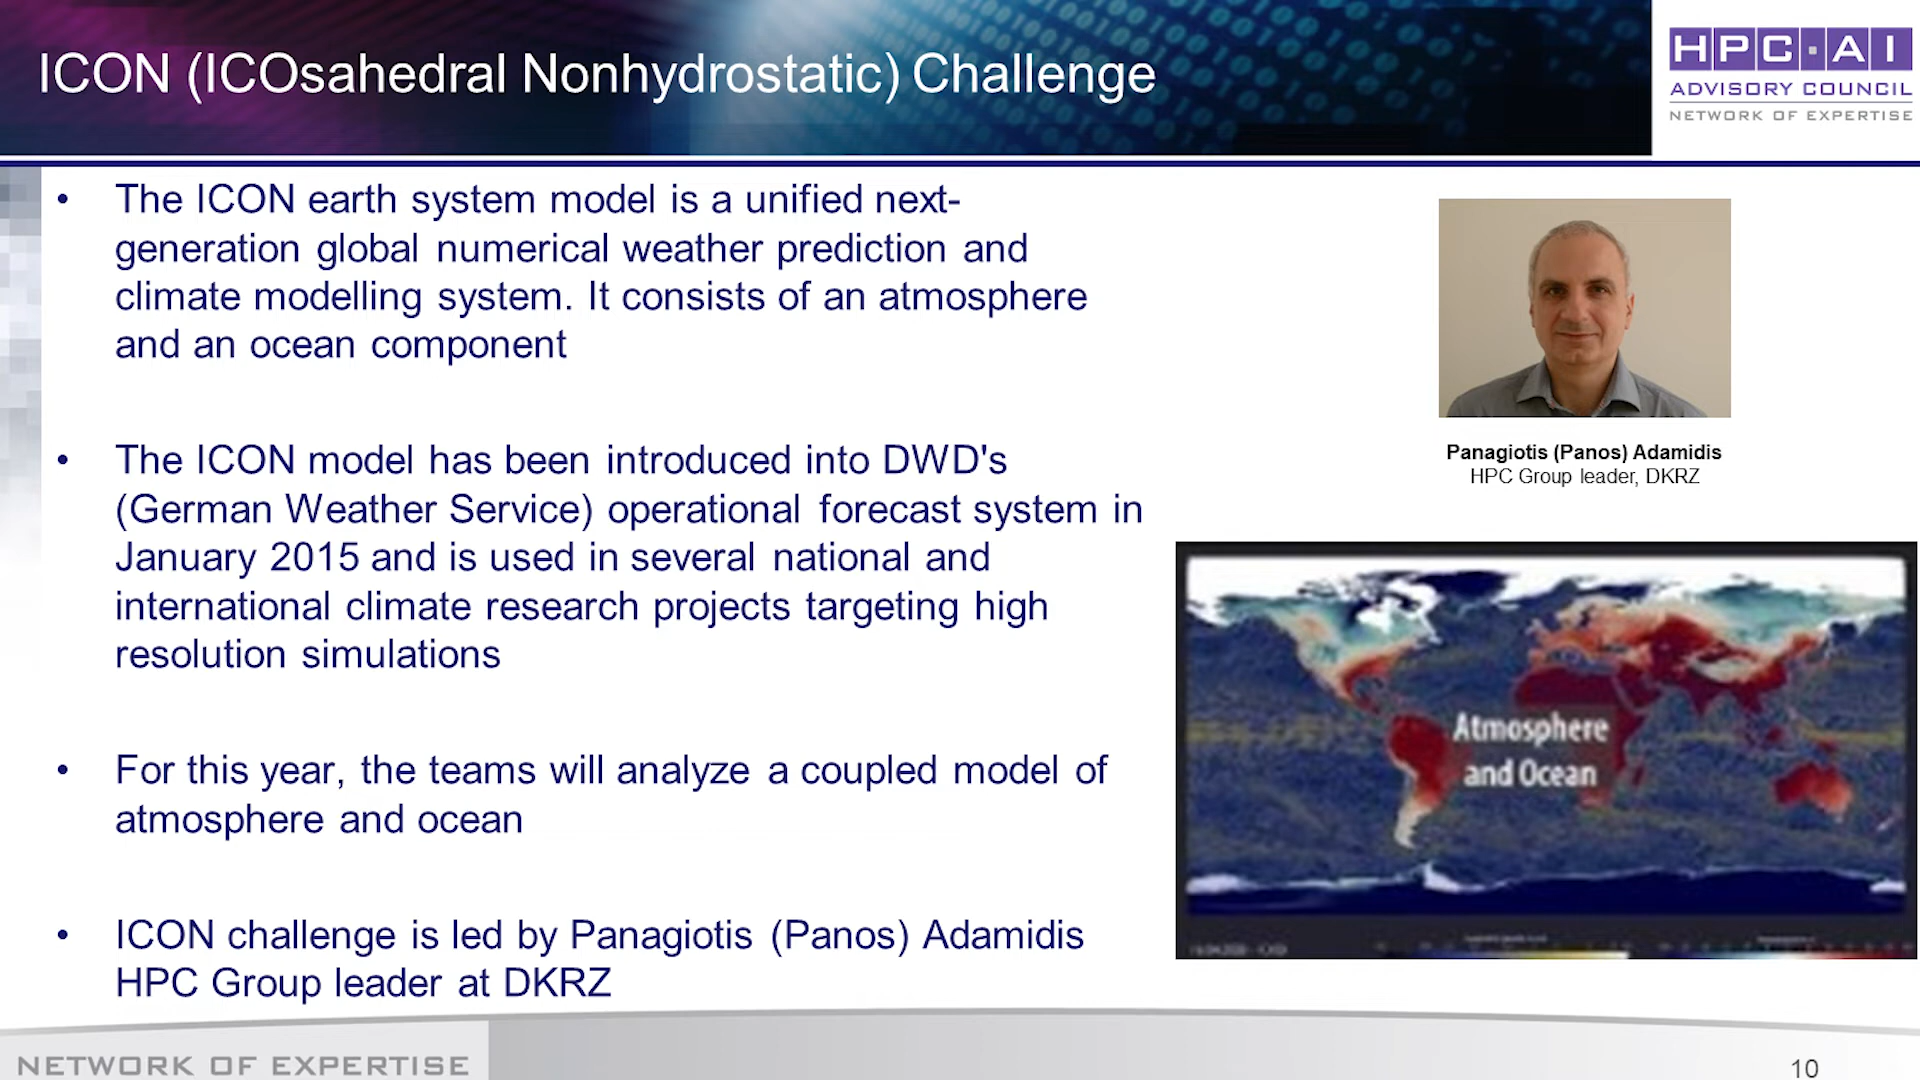 ICON (ICOsahedral Nonhydrostatic) Challenge
HPC·AI
ADVISORY COUNCIL
NETWORK OF EXPERTISE
• The ICON earth system model is a unified next-
generation global numerical weather prediction and
climate modelling system. It consists of an atmosphere
and an ocean component
• The ICON model has been introduced into DWD's
(German Weather Service) operational forecast system in
January 2015 and is used in several national and
international climate research projects targeting high
resolution simulations
• For this year, the teams will analyze a coupled model of
atmosphere and ocean
• ICON challenge is led by Panagiotis (Panos) Adamidis
HPC Group leader at DKRZ
Panagiotis (Panos) Adamidis
HPC Group leader, DKRZ
Atmosphere
and Ocean
NETWORK OF EXPERTISE
10